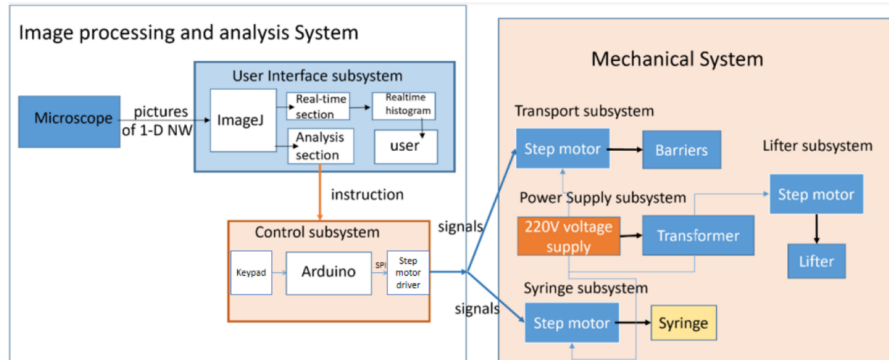 Image processing and analysis System
User Interface subsystem
Microscope
pictures
of 1-D NW
ImageJ
Real-time
section
Realtime
histogram
Analysis
section
user
instruction
Control subsystem
Keypad
Arduino
SPI
Step
motor
driver
signals
signals
Mechanical System
Transport subsystem
Step motor
Barriers
Lifter subsystem
Step motor
Lifter
Power Supply subsystem
220V voltage
supply
Transformer
Syringe subsystem
Step motor
Syringe